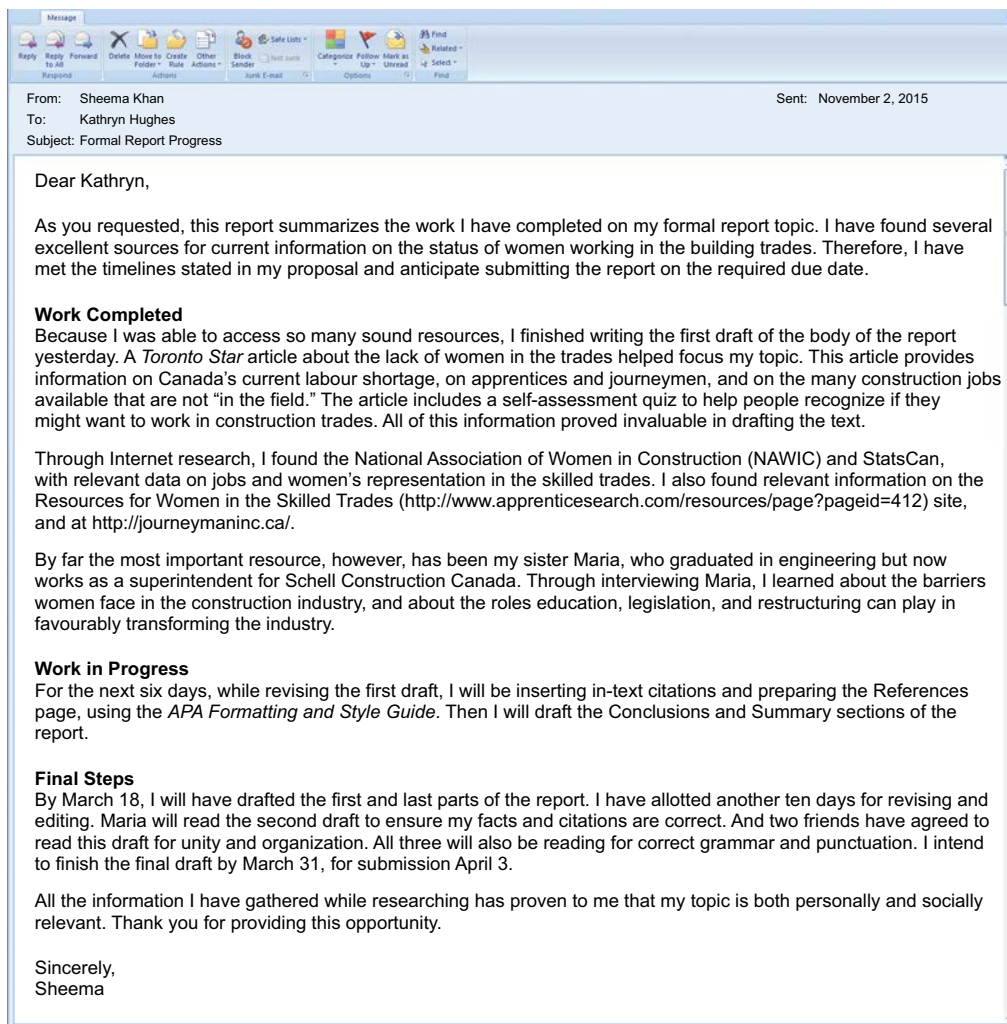 Message
Reply Reply to All Forward Delete Move to Folder Create Rule Other Actions Block Sender Safe Lists Not Junk Categorize Follow Up Mark as Unread Find Related Select
Respond Actions Junk E-mail Options Find
From: Sheema Khan Sent: November 2, 2015
To: Kathryn Hughes
Subject: Formal Report Progress
Dear Kathryn,
As you requested, this report summarizes the work I have completed on my formal report topic. I have found several
excellent sources for current information on the status of women working in the building trades. Therefore, I have
met the timelines stated in my proposal and anticipate submitting the report on the required due date.
Work Completed
Because I was able to access so many sound resources, I finished writing the first draft of the body of the report
yesterday. A Toronto Star article about the lack of women in the trades helped focus my topic. This article provides
information on Canada's current labour shortage, on apprentices and journeymen, and on the many construction jobs
available that are not “in the field.” The article includes a self-assessment quiz to help people recognize if they
might want to work in construction trades. All of this information proved invaluable in drafting the text.
Through Internet research, I found the National Association of Women in Construction (NAWIC) and StatsCan,
with relevant data on jobs and women's representation in the skilled trades. I also found relevant information on the
Resources for Women in the Skilled Trades (http://www.apprenticesearch.com/resources/page?pageid=412) site,
and at http://journeymaninc.ca/.
By far the most important resource, however, has been my sister Maria, who graduated in engineering but now
works as a superintendent for Schell Construction Canada. Through interviewing Maria, I learned about the barriers
women face in the construction industry, and about the roles education, legislation, and restructuring can play in
favourably transforming the industry.
Work in Progress
For the next six days, while revising the first draft, I will be inserting in-text citations and preparing the References
page, using the APA Formatting and Style Guide. Then I will draft the Conclusions and Summary sections of the
report.
Final Steps
By March 18, I will have drafted the first and last parts of the report. I have allotted another ten days for revising and
editing. Maria will read the second draft to ensure my facts and citations are correct. And two friends have agreed to
read this draft for unity and organization. All three will also be reading for correct grammar and punctuation. I intend
to finish the final draft by March 31, for submission April 3.
All the information I have gathered while researching has proven to me that my topic is both personally and socially
relevant. Thank you for providing this opportunity.
Sincerely,
Sheema